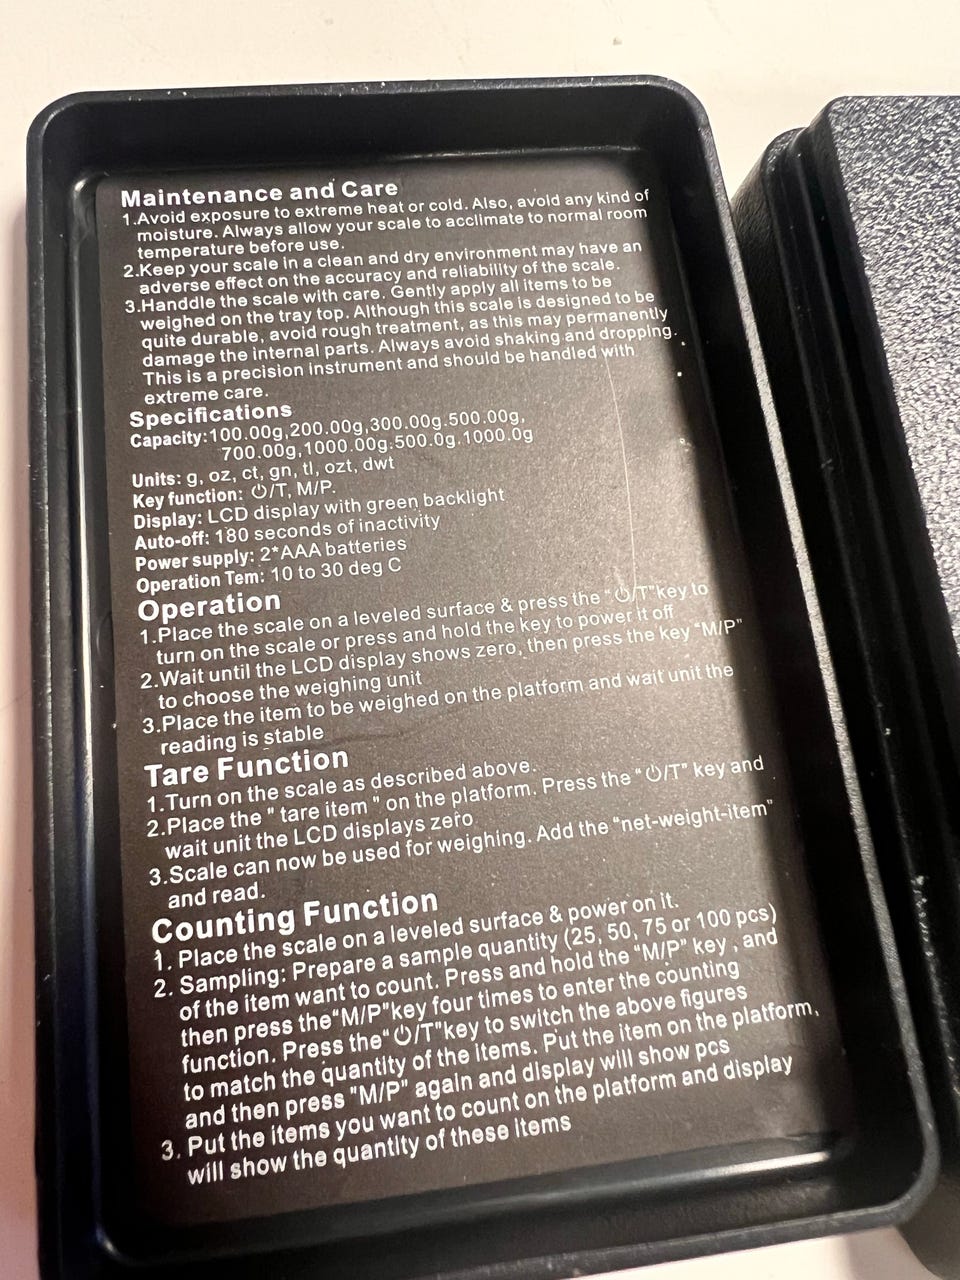 Maintenance and Care
1.Avoid exposure to extreme heat or cold. Also, avoid any kind of
moisture. Always allow your scale to acclimate to normal room
temperature before use.
2.Keep your scale in a clean and dry environment may have an
adverse effect on the accuracy and reliability of the scale.
3.Handdle the scale with care. Gently apply all items to be
weighed on the tray top. Although this scale is designed to be
quite durable, avoid rough treatment, as this may permanently
damage the internal parts. Always avoid shaking and dropping.
This is a precision instrument and should be handled with
extreme care.
Specifications
Capacity:100.00g,200.00g,300.00g.500.00g,
700.00g,1000.00g.500.0g.1000.0g
Units: g, oz, ct, gn, tl, ozt, dwt
Key function: ⏻/T, M/P.
Display: LCD display with green backlight
Auto-off: 180 seconds of inactivity
Power supply: 2*AAA batteries
Operation Tem: 10 to 30 deg C
Operation
1.Place the scale on a leveled surface & press the “⏻/T”key to
turn on the scale or press and hold the key to power it off
2.Wait until the LCD display shows zero, then press the key “M/P”
to choose the weighing unit
3.Place the item to be weighed on the platform and wait unit the
reading is stable
Tare Function
1.Turn on the scale as described above.
2.Place the " tare item " on the platform. Press the “⏻/T” key and
wait unit the LCD displays zero
3.Scale can now be used for weighing. Add the “net-weight-item”
and read.
Counting Function
1. Place the scale on a leveled surface & power on it.
2. Sampling: Prepare a sample quantity (25, 50, 75 or 100 pcs)
of the item want to count. Press and hold the “M/P” key , and
then press the“M/P”key four times to enter the counting
function. Press the“⏻/T”key to switch the above figures
to match the quantity of the items. Put the item on the platform,
and then press "M/P" again and display will show pcs
3. Put the items you want to count on the platform and display
will show the quantity of these items